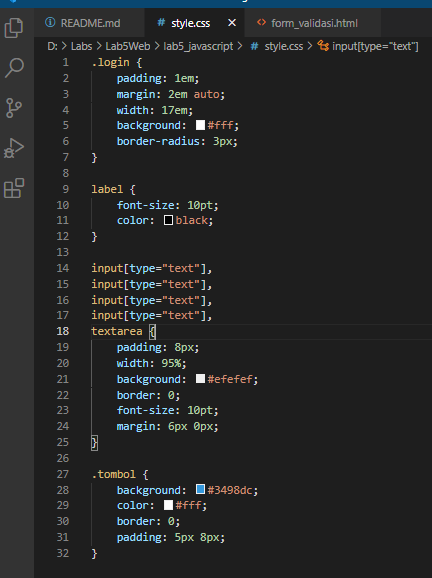 README.md style.css form_validasi.html
D: > Labs > Lab5Web > lab5_javascript > style.css > input[type="text"]
1 .login {
2 padding: 1em;
3 margin: 2em auto;
4 width: 17em;
5 background: #fff;
6 border-radius: 3px;
7 }
8
9 label {
10 font-size: 10pt;
11 color: black;
12 }
13
14 input[type="text"],
15 input[type="text"],
16 input[type="text"],
17 input[type="text"],
18 textarea {
19 padding: 8px;
20 width: 95%;
21 background: #efefef;
22 border: 0;
23 font-size: 10pt;
24 margin: 6px 0px;
25 }
26
27 .tombol {
28 background: #3498dc;
29 color: #fff;
30 border: 0;
31 padding: 5px 8px;
32 }